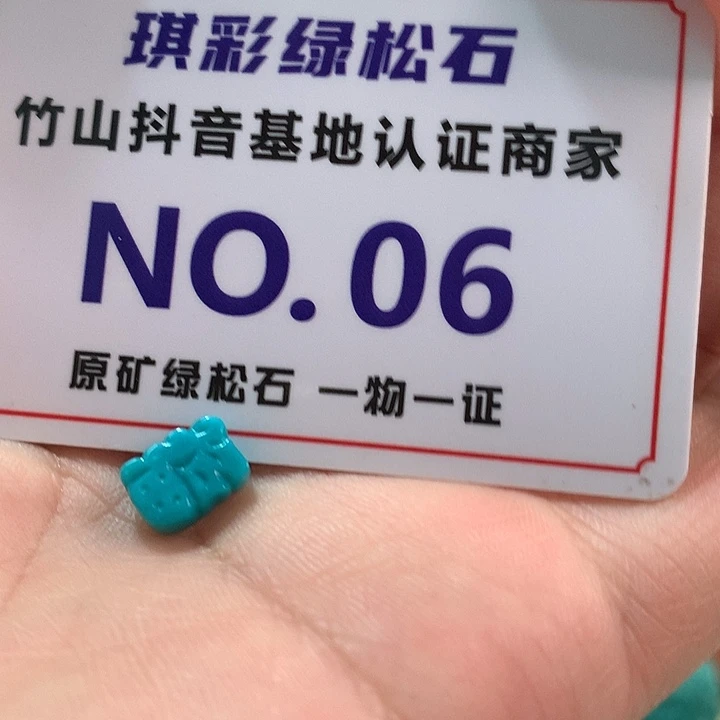 琪彩绿松石
竹山抖音基地认证商家
NO.06
原矿绿松石 一物一证